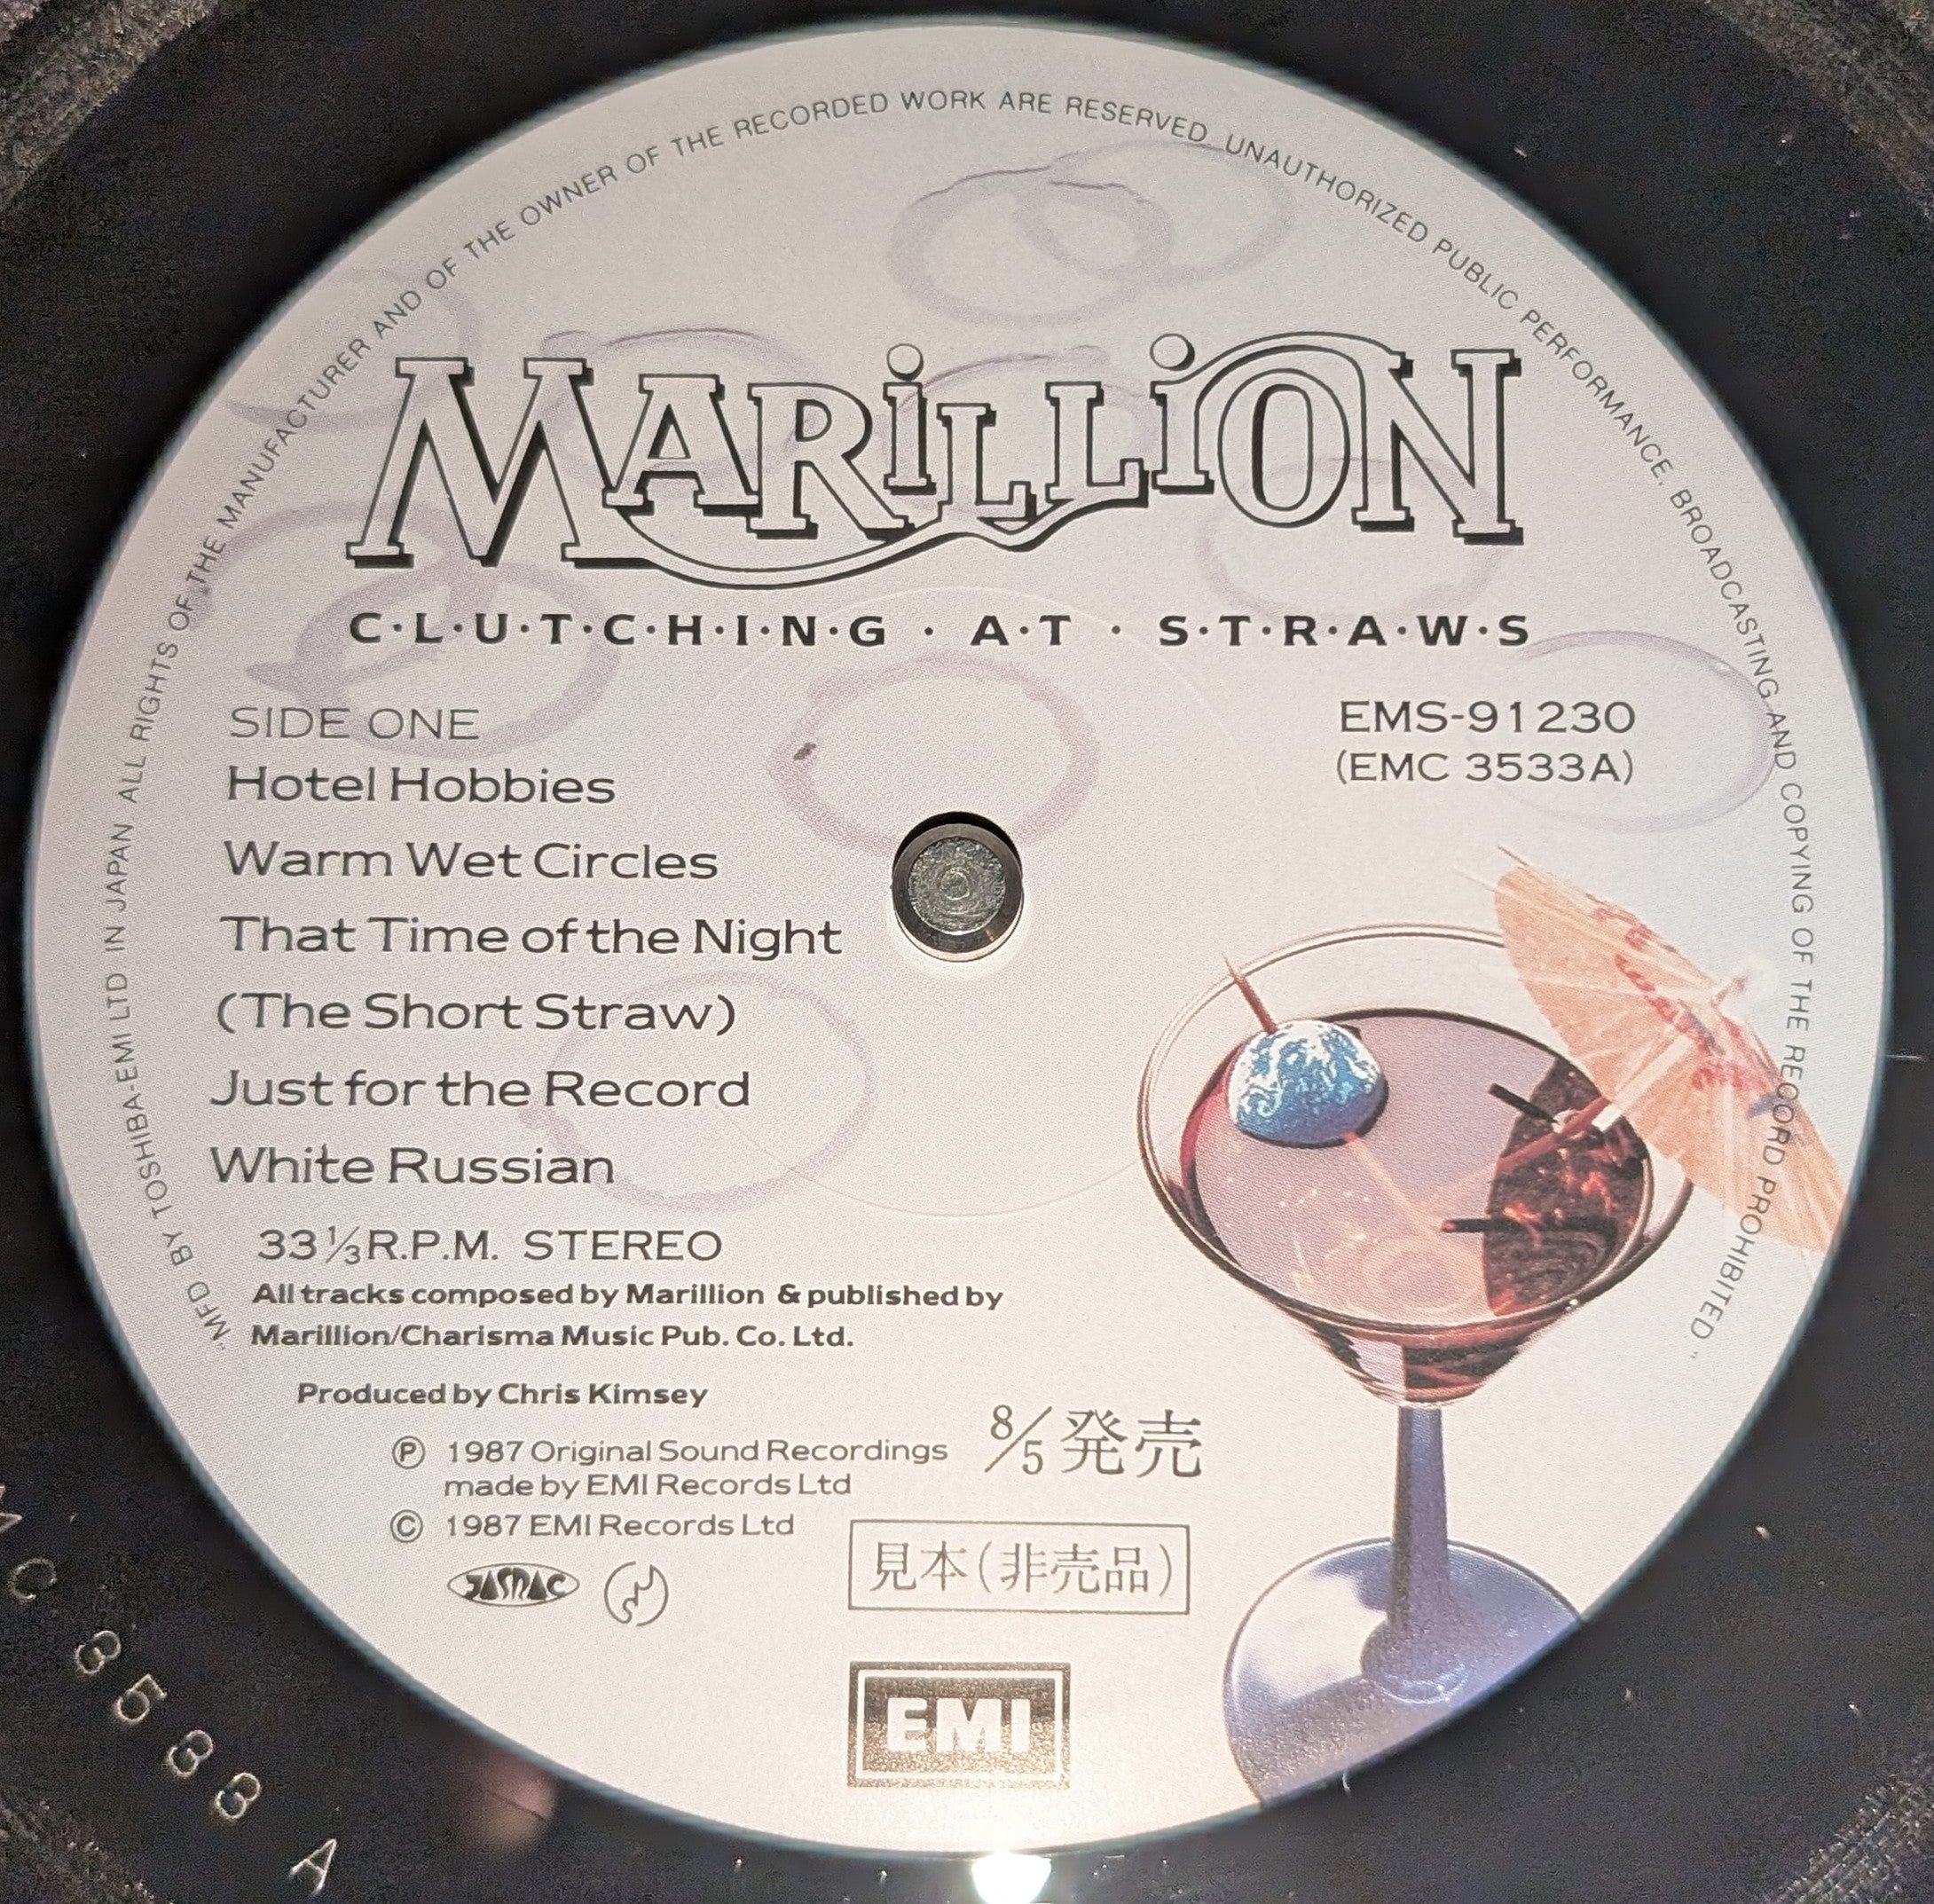 "MFD BY TOSHIBA-EMI LTD IN JAPAN ALL RIGHTS OF THE MANUFACTURER AND OF THE OWNER OF THE RECORDED WORK ARE RESERVED. UNAUTHORIZED PUBLIC PERFORMANCE, BROADCASTING AND COPYING OF THE RECORD PROHIBITED"
MARiLLiON
C·L·U·T·C·H·I·N·G · A·T · S·T·R·A·W·S
SIDE ONE
EMS-91230
(EMC 3533A)
Hotel Hobbies
Warm Wet Circles
That Time of the Night
(The Short Straw)
Just for the Record
White Russian
33⅓R.P.M. STEREO
All tracks composed by Marillion & published by
Marillion/Charisma Music Pub. Co. Ltd.
Produced by Chris Kimsey
Ⓟ 1987 Original Sound Recordings
made by EMI Records Ltd
8/5発売
© 1987 EMI Records Ltd
見本(非売品)
JASRAC
EMI
C 3533 A